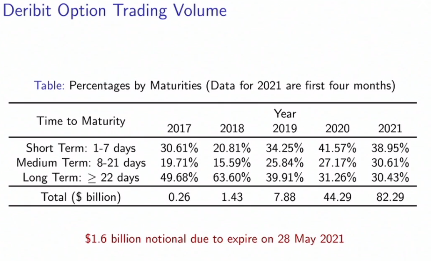 Deribit Option Trading Volume
Table: Percentages by Maturities (Data for 2021 are first four months)
Time to Maturity Year
2017 2018 2019 2020 2021
Short Term: 1-7 days 30.61% 20.81% 34.25% 41.57% 38.95%
Medium Term: 8-21 days 19.71% 15.59% 25.84% 27.17% 30.61%
Long Term: ≥ 22 days 49.68% 63.60% 39.91% 31.26% 30.43%
Total ($ billion) 0.26 1.43 7.88 44.29 82.29
$1.6 billion notional due to expire on 28 May 2021